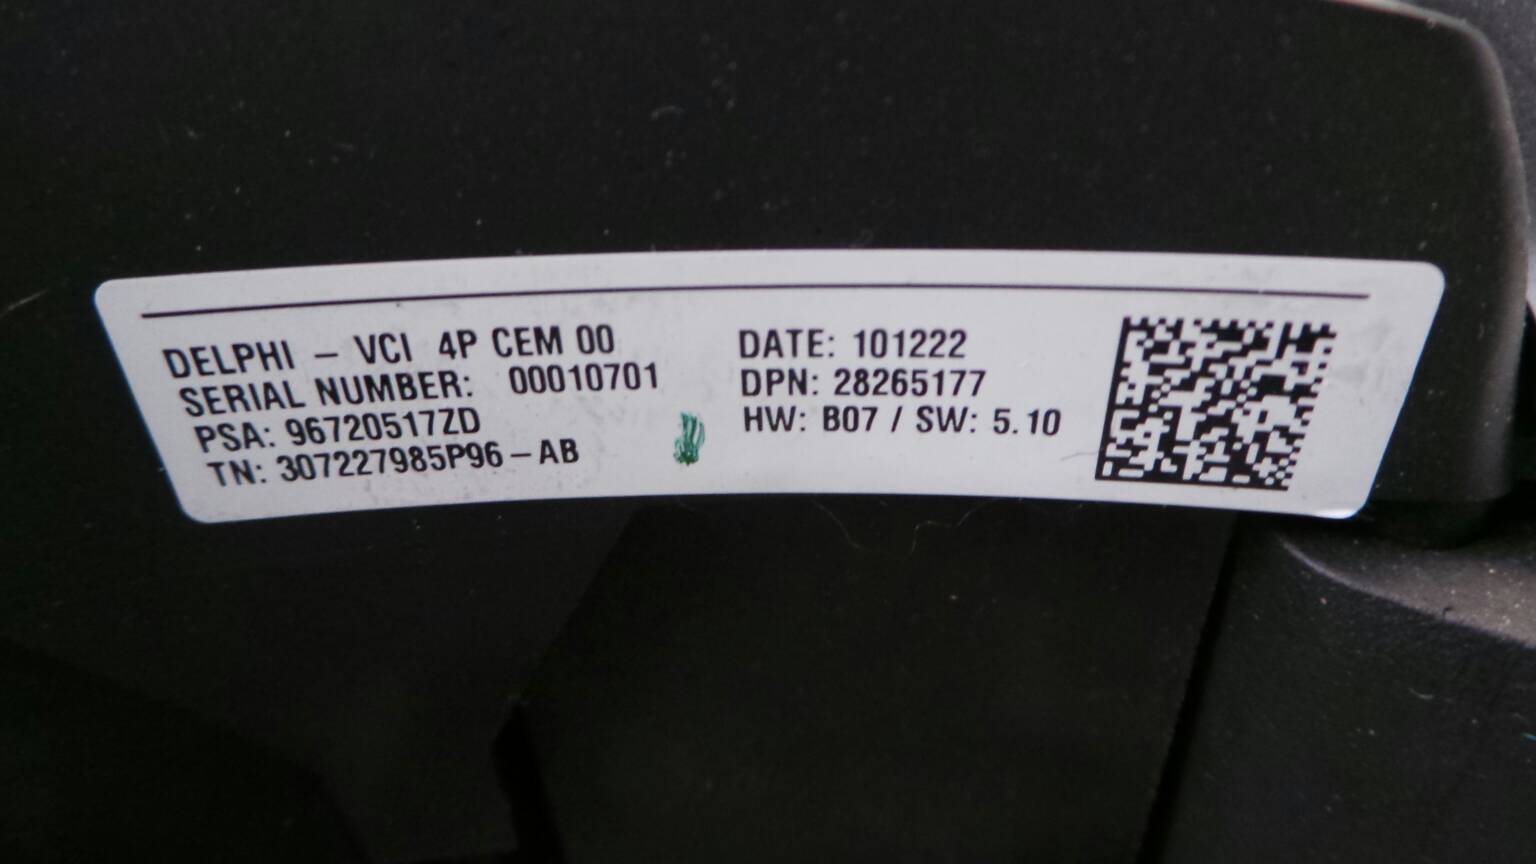 DELPHI - VCI 4P CEM 00
SERIAL NUMBER: 00010701
PSA: 96720517ZD
TN: 307227985P96-AB
DATE: 101222
DPN: 28265177
HW: B07 / SW: 5.10